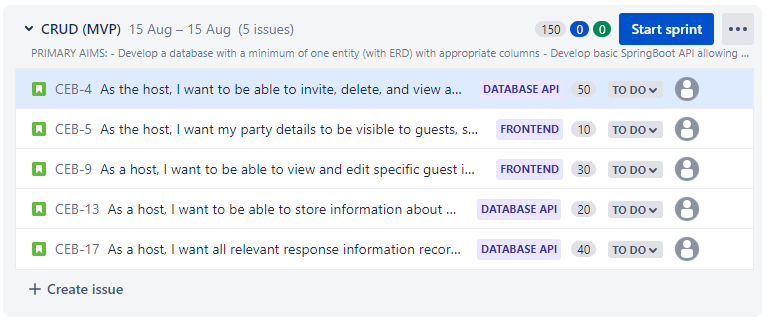 CRUD (MVP) 15 Aug – 15 Aug (5 issues) 150 0 0 Start sprint
PRIMARY AIMS: - Develop a database with a minimum of one entity (with ERD) with appropriate columns - Develop basic SpringBoot API allowing ...
CEB-4 As the host, I want to be able to invite, delete, and view a... DATABASE API 50 TO DO
CEB-5 As the host, I want my party details to be visible to guests, s... FRONTEND 10 TO DO
CEB-9 As a host, I want to be able to view and edit specific guest i... FRONTEND 30 TO DO
CEB-13 As a host, I want to be able to store information about ... DATABASE API 20 TO DO
CEB-17 As a host, I want all relevant response information recor... DATABASE API 40 TO DO
+ Create issue